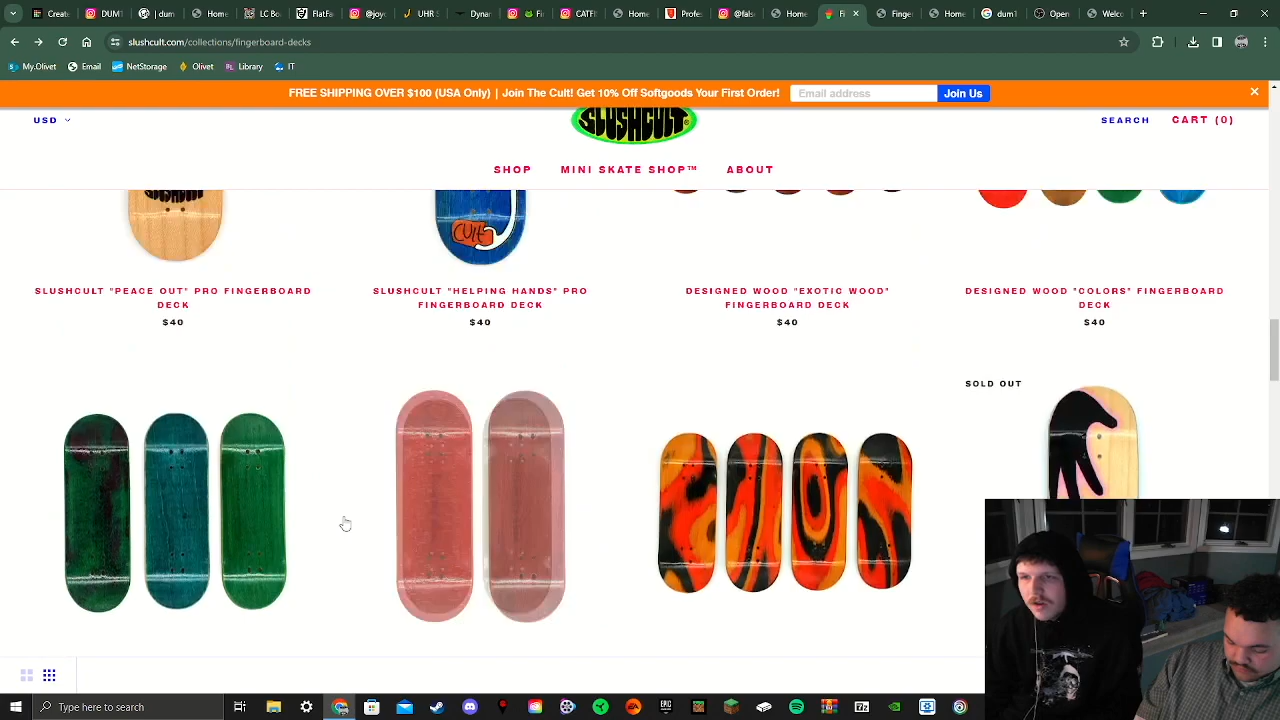 slushcult.com/collections/fingerboard-decks
My.Olivet
Email
NetStorage
Olivet
Library
IT
FREE SHIPPING OVER $100 (USA Only) | Join The Cult! Get 10% Off Softgoods Your First Order!
Email address
Join Us
USD
SLUSHCULT
SEARCH
CART (0)
SHOP
MINI SKATE SHOP™
ABOUT
CULT
SLUSHCULT "PEACE OUT" PRO FINGERBOARD
DECK
$40
SLUSHCULT "HELPING HANDS" PRO
FINGERBOARD DECK
$40
DESIGNED WOOD "EXOTIC WOOD"
FINGERBOARD DECK
$40
DESIGNED WOOD "COLORS" FINGERBOARD
DECK
$40
SOLD OUT
Type here to search